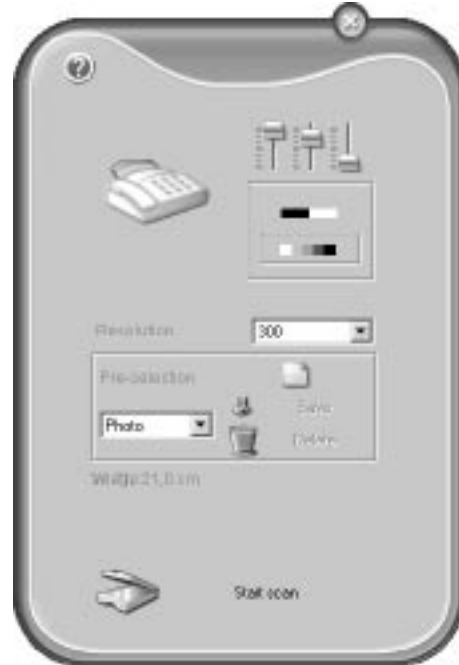 ?
Resolution
300
Pre-selection
Save
Photo
Delete
Width:21,0 cm
Start scan